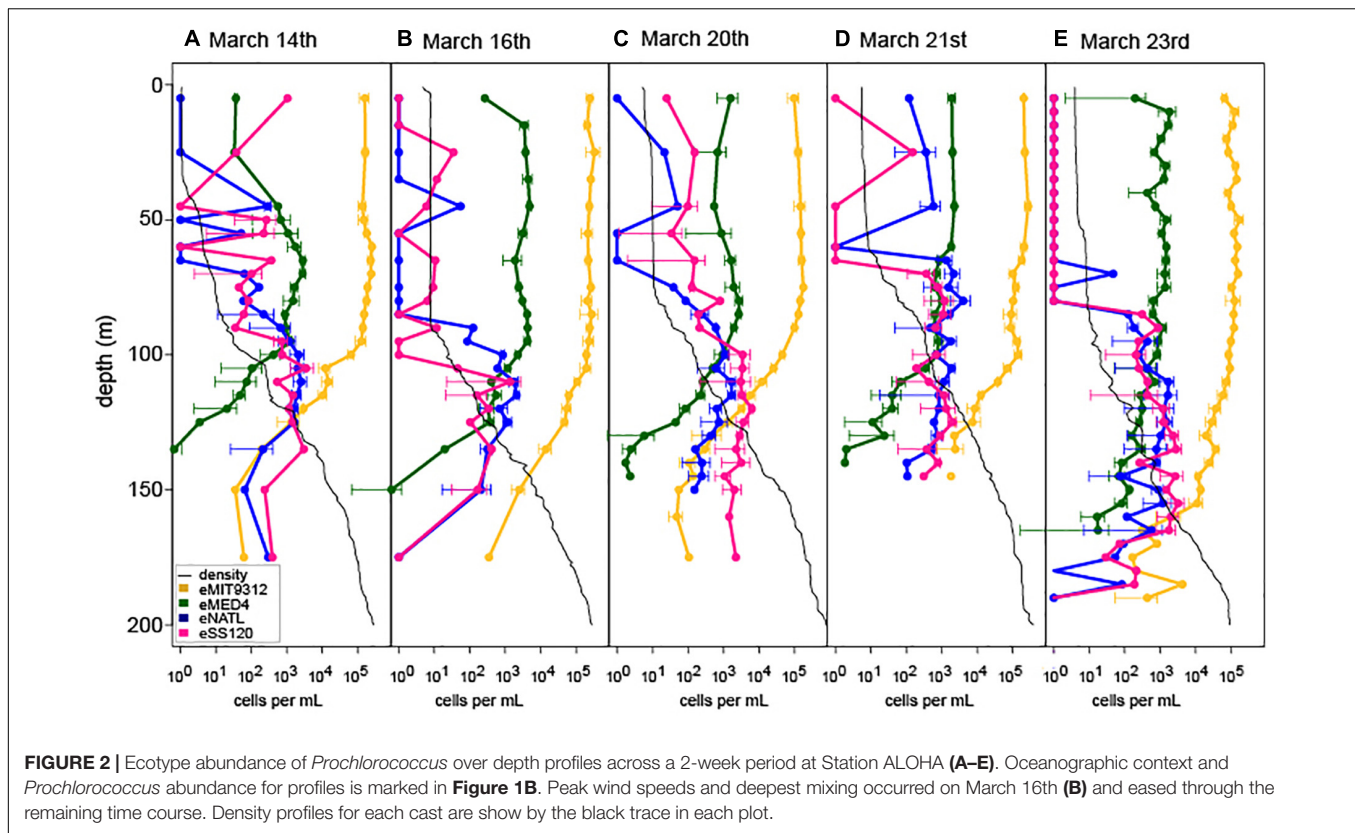 A March 14th
B March 16th
C March 20th
D March 21st
E March 23rd
depth (m)
0
50
100
150
200
density
eMIT9312
eMED4
eNATL
eSS120
10⁰ 10¹ 10² 10³ 10⁴ 10⁵
10⁰ 10¹ 10² 10³ 10⁴ 10⁵
10⁰ 10¹ 10² 10³ 10⁴ 10⁵
10⁰ 10¹ 10² 10³ 10⁴ 10⁵
10⁰ 10¹ 10² 10³ 10⁴ 10⁵
cells per mL
cells per mL
cells per mL
cells per mL
cells per mL
FIGURE 2 | Ecotype abundance of Prochlorococcus over depth profiles across a 2-week period at Station ALOHA (A–E). Oceanographic context and
Prochlorococcus abundance for profiles is marked in Figure 1B. Peak wind speeds and deepest mixing occurred on March 16th (B) and eased through the
remaining time course. Density profiles for each cast are show by the black trace in each plot.